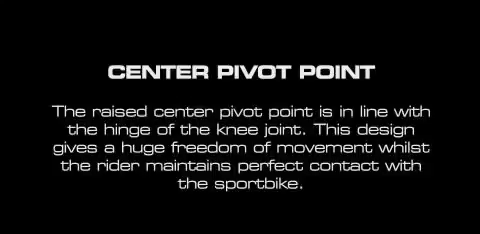 CENTER PIVOT POINT
The raised center pivot point is in line with
the hinge of the knee joint. This design
gives a huge freedom of movement whilst
the rider maintains perfect contact with
the sportbike.